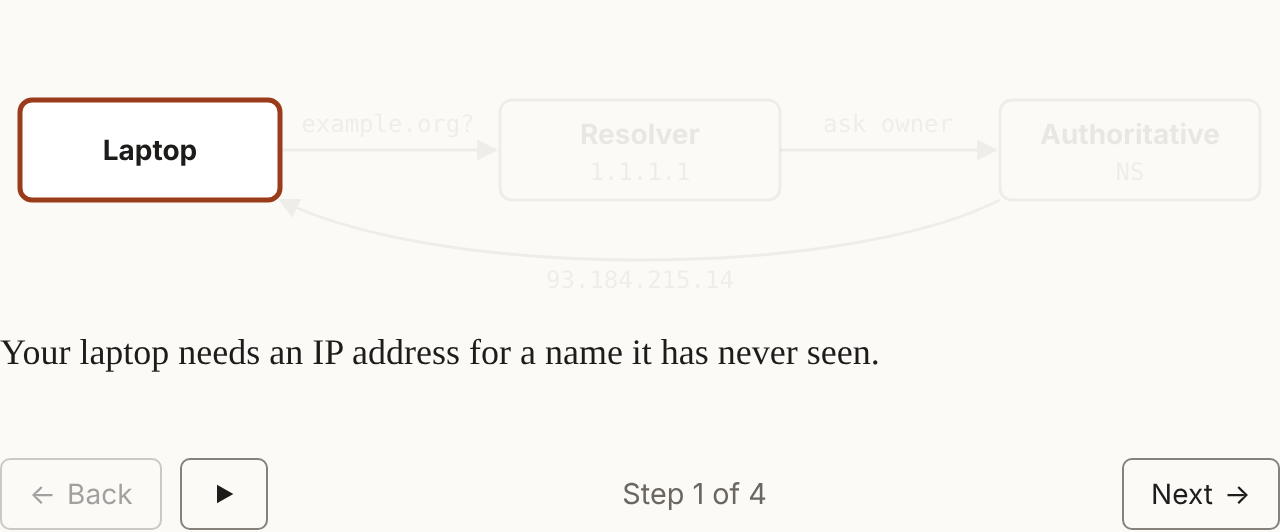 Laptop
example.org?
Resolver
1.1.1.1
ask owner
Authoritative
NS
93.184.215.14
Your laptop needs an IP address for a name it has never seen.
← Back
▶
Step 1 of 4
Next →